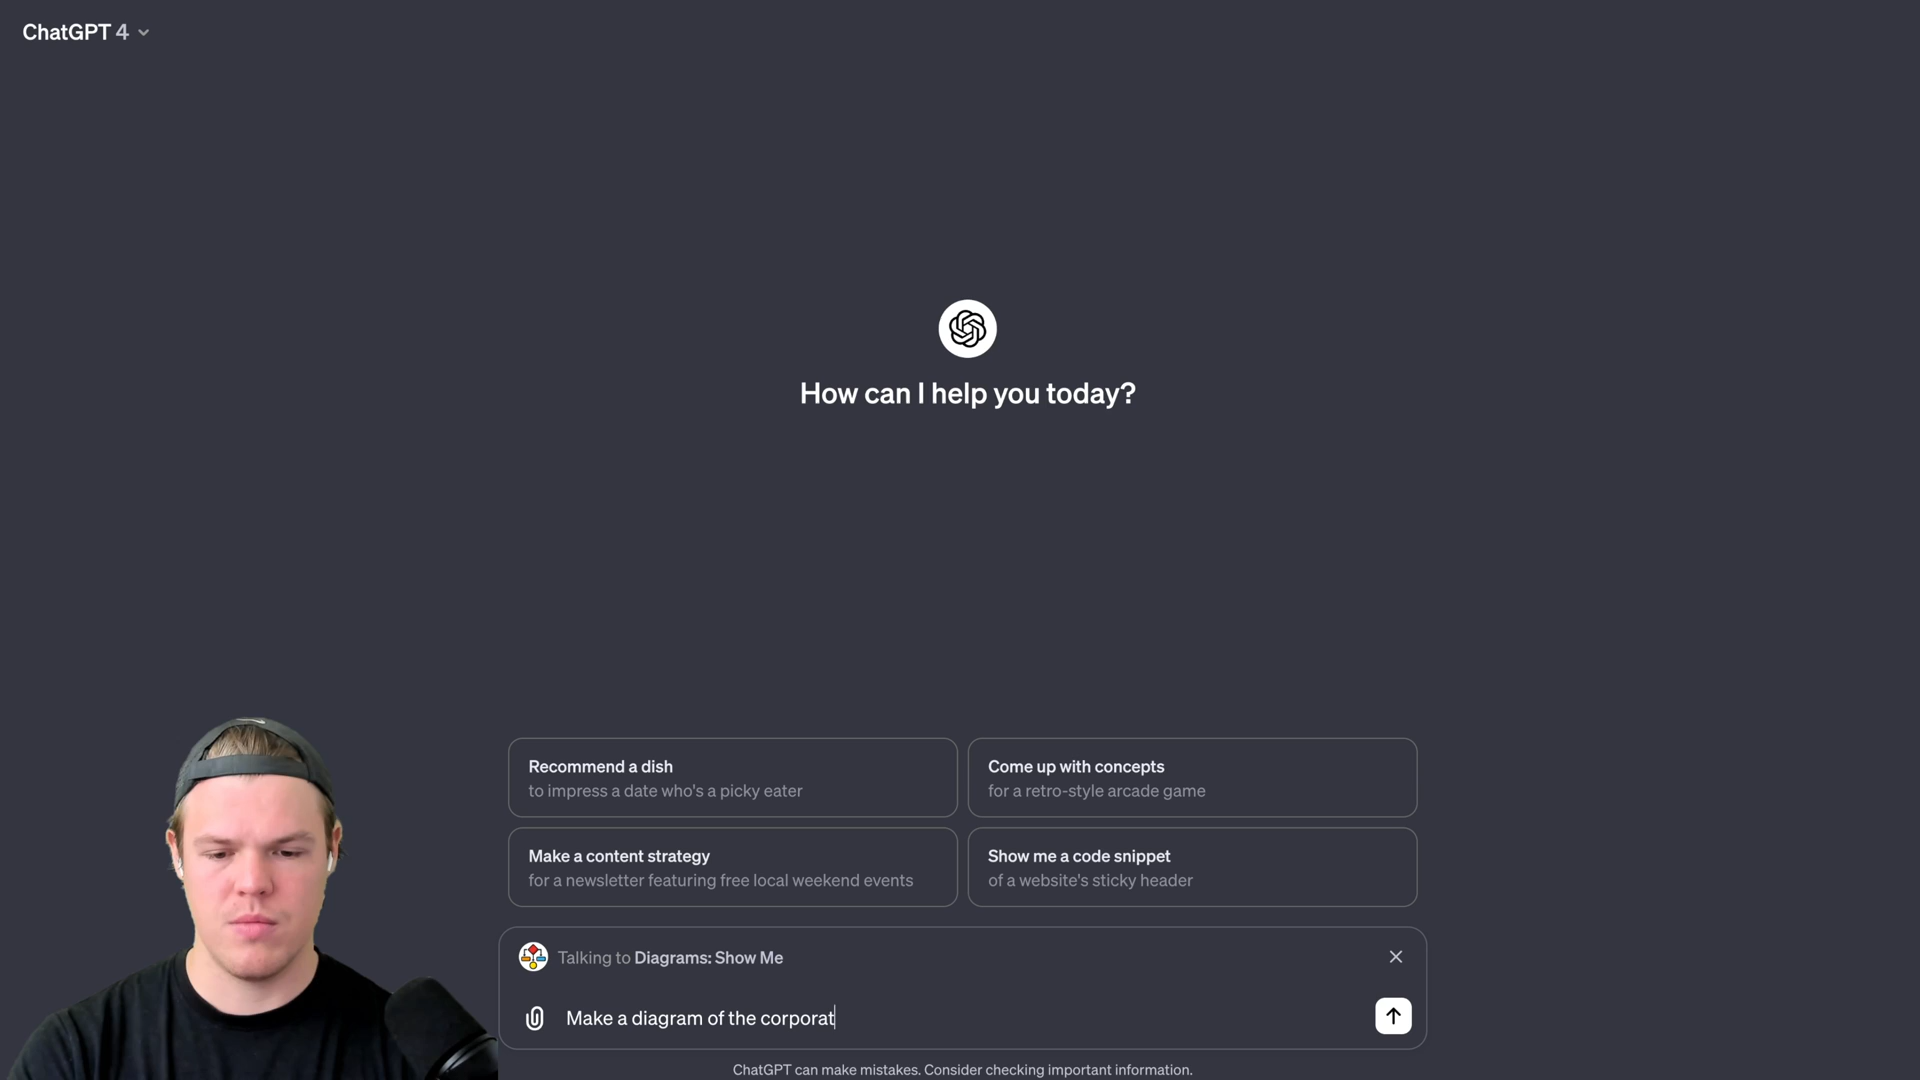 ChatGPT 4
How can I help you today?
Recommend a dish
to impress a date who's a picky eater
Come up with concepts
for a retro-style arcade game
Make a content strategy
for a newsletter featuring free local weekend events
Show me a code snippet
of a website's sticky header
Talking to Diagrams: Show Me
Make a diagram of the corporat
ChatGPT can make mistakes. Consider checking important information.